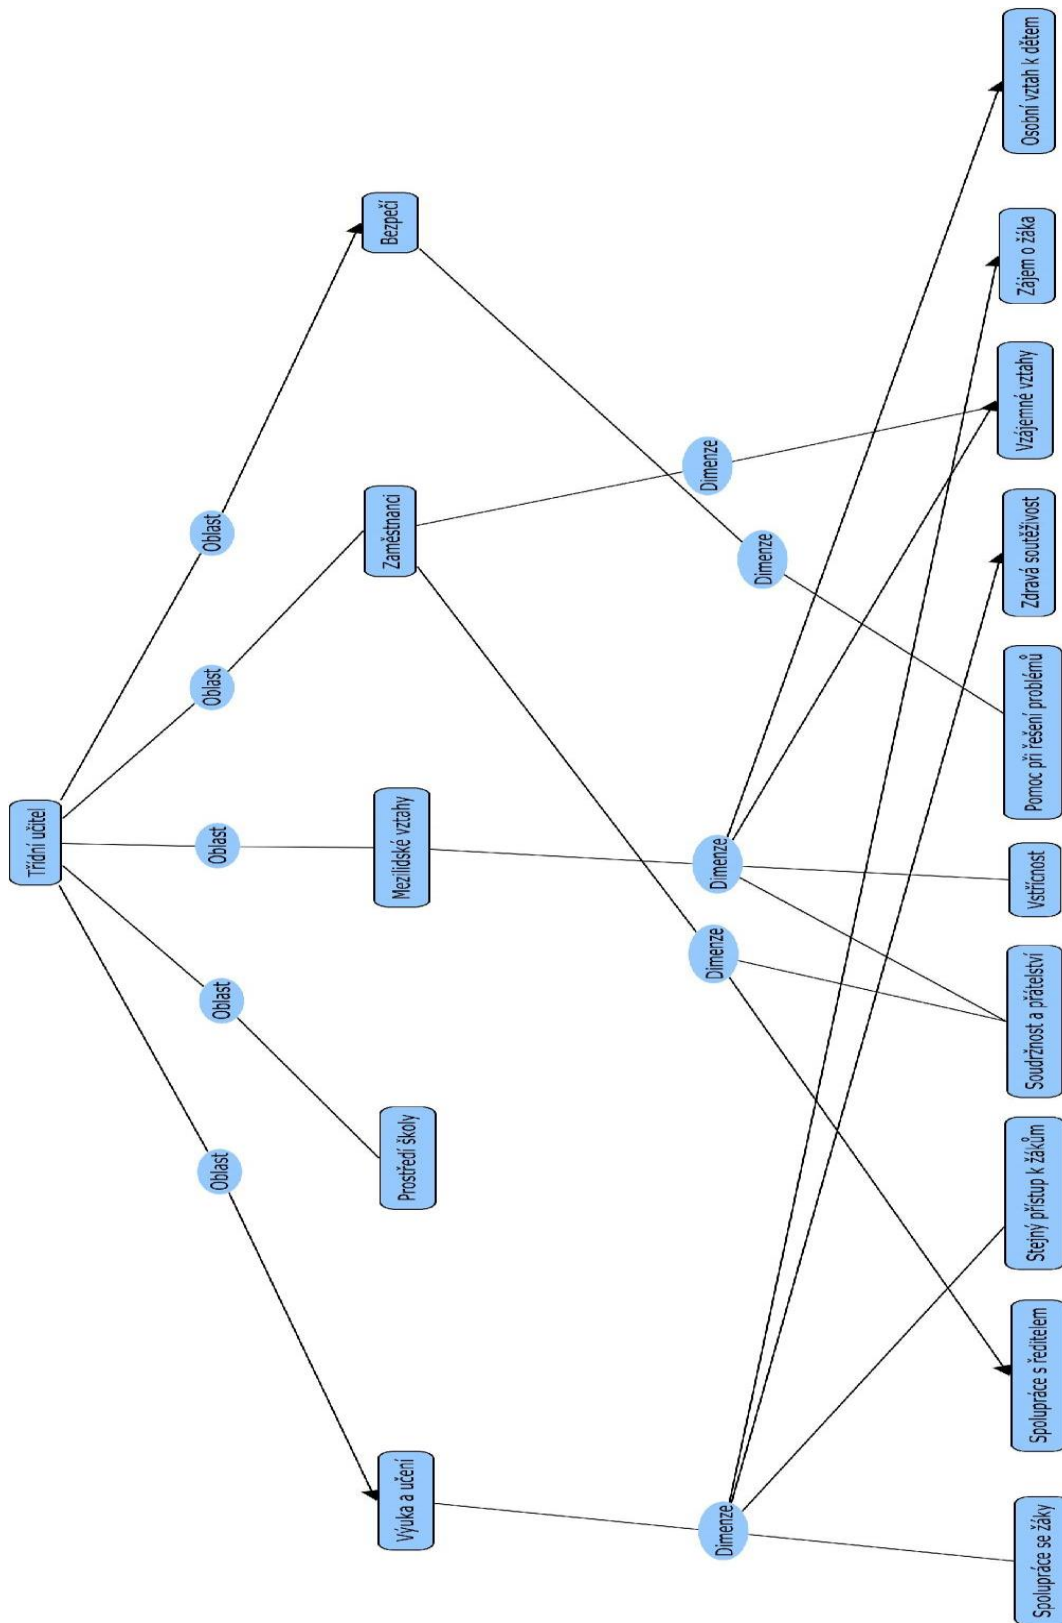 Třídní učitel
Oblast
Oblast
Oblast
Oblast
Oblast
Výuka a učení
Prostředí školy
Mezilidské vztahy
Zaměstnanci
Bezpečí
Dimenze
Dimenze
Dimenze
Dimenze
Dimenze
Spolupráce se žáky
Spolupráce s ředitelem
Stejný přístup k žákům
Soudržnost a přátelství
Vstřícnost
Pomoc při řešení problémů
Zdravá soutěživost
Vzájemné vztahy
Zájem o žáka
Osobní vztah k dětem